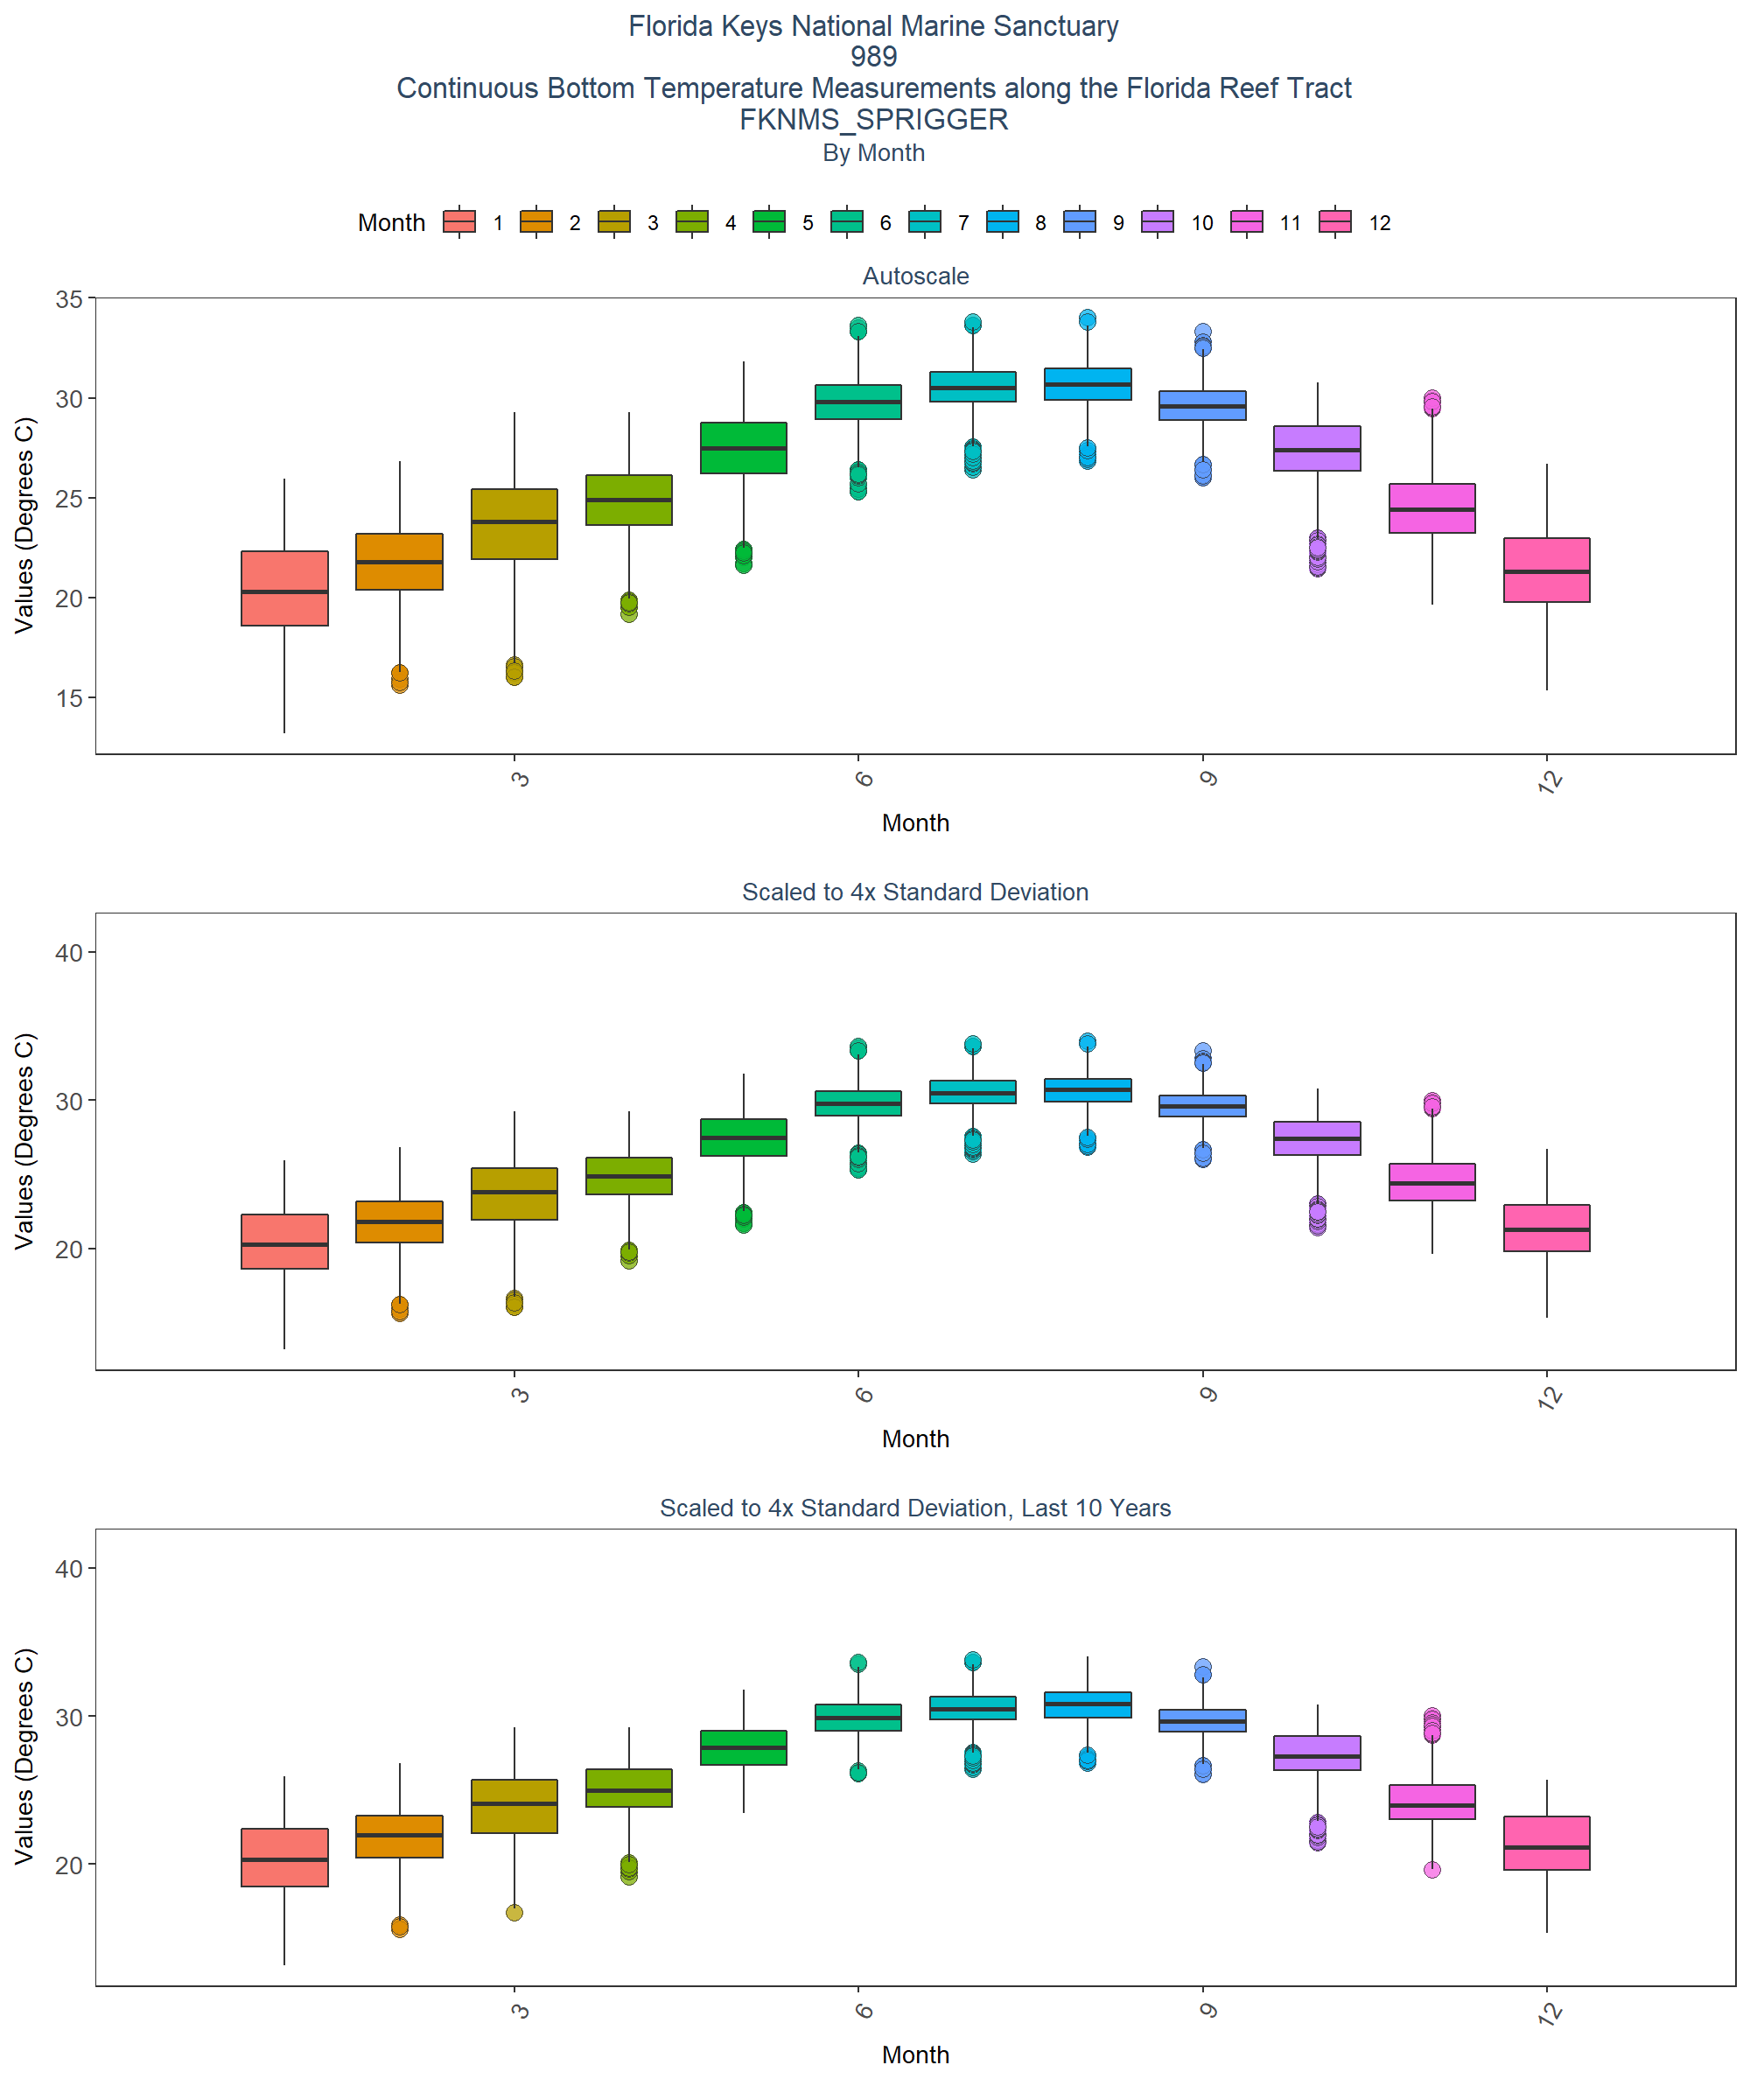 Florida Keys National Marine Sanctuary
989
Continuous Bottom Temperature Measurements along the Florida Reef Tract
FKNMS_SPRIGGER
By Month
Month 1 2 3 4 5 6 7 8 9 10 11 12
Autoscale
Values (Degrees C)
35
30
25
20
15
3 6 9 12
Month
Scaled to 4x Standard Deviation
Values (Degrees C)
40
30
20
3 6 9 12
Month
Scaled to 4x Standard Deviation, Last 10 Years
Values (Degrees C)
40
30
20
3 6 9 12
Month